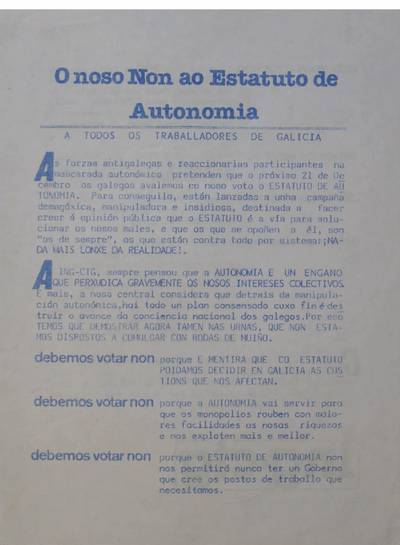 O noso Non ao Estatuto de
Autonomia
A TODOS OS TRABALLADORES DE GALICIA
As forzas antigalegas e reaccionarias participantes na
mascarada autonómica pretenden que o próximo 21 de De
cembro os galegos avalemos co noso voto o ESTATUTO DE AU
TONOMIA. Para conseguilo, están lanzadas a unha campaña
demagóxica, manipuladora e insidiosa, destinada a facer
creer á opinión pública que o ESTATUTO é a vía para solu-
cionar os nosos males, e que os que se opoñen a él, son
"os de sempre", os que están contra todo por sistema:¡NA-
DA MAIS LONXE DA REALIDADE!.
A ING-CTG, sempre pensou que a AUTONOMIA E UN ENGANO
QUE PERXUDICA GRAVEMENTE OS NOSOS INTERESES COLECTIVOS.
E mais, a nosa central considera que detrais da manipula-
ción autonómica,hai todo un plan consensado cuxo fin é des
truir o avance da conciencia nacional dos galegos.Por eso
TEMOS QUE DEMOSTRAR AGORA TAMEN NAS URNAS, QUE NON ESTA-
MOS DISPOSTOS A COMULGAR CON RODAS DE MUIÑO.
debemos votar non porque E MENTIRA QUE CO ESTATUTO
POIDAMOS DECIDIR EN GALICIA AS CUS
TIONS QUE NOS AFECTAN.
debemos votar non porque a AUTONOMIA vai servir para
que os monopolios rouben con maio-
res facilidades as nosas riquezas
e nos exploten mais e mellor.
debemos votar non porque o ESTATUTO DE AUTONOMIA non
nos permitirá nunca ter un Goberno
que cree os postos de traballo que
necesitamos.